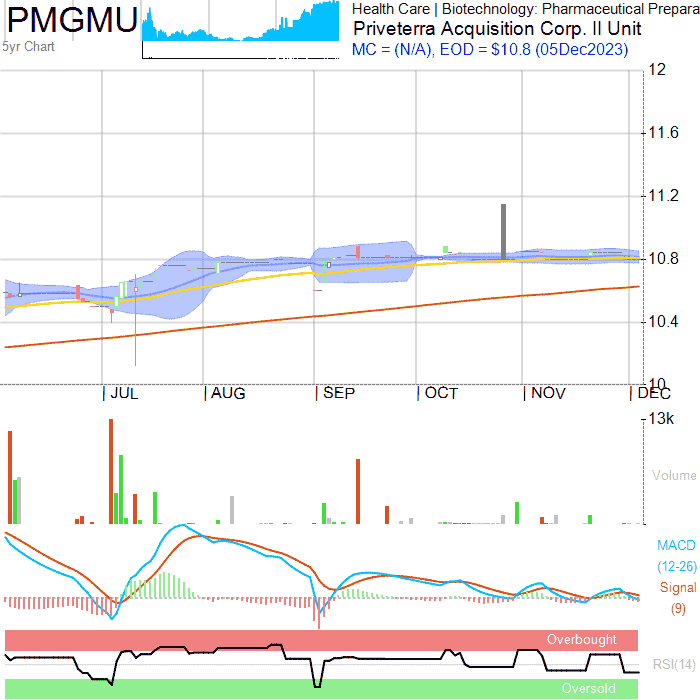 PMGMU
5yr Chart
Health Care | Biotechnology: Pharmaceutical Prepara
Priveterra Acquisition Corp. II Unit
MC = (N/A), EOD = $10.8 (05Dec2023)
12
11.6
11.2
10.8
10.4
10
JUL
AUG
SEP
OCT
NOV
DEC
13k
Volume
MACD
(12-26)
Signal
(9)
Overbought
RSI(14)
Oversold